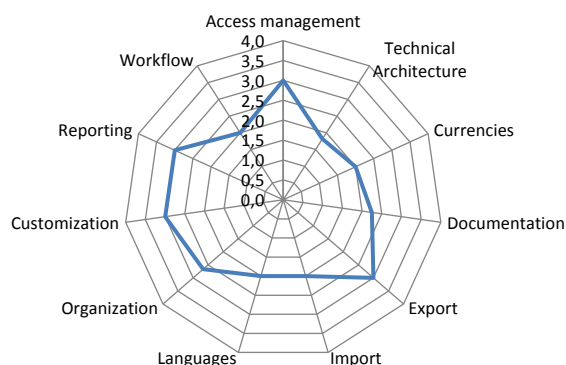 Access management
Technical
Architecture
Currencies
Documentation
Export
Import
Languages
Organization
Customization
Reporting
Workflow
4,0
3,5
3,0
2,5
2,0
1,5
1,0
0,5
0,0